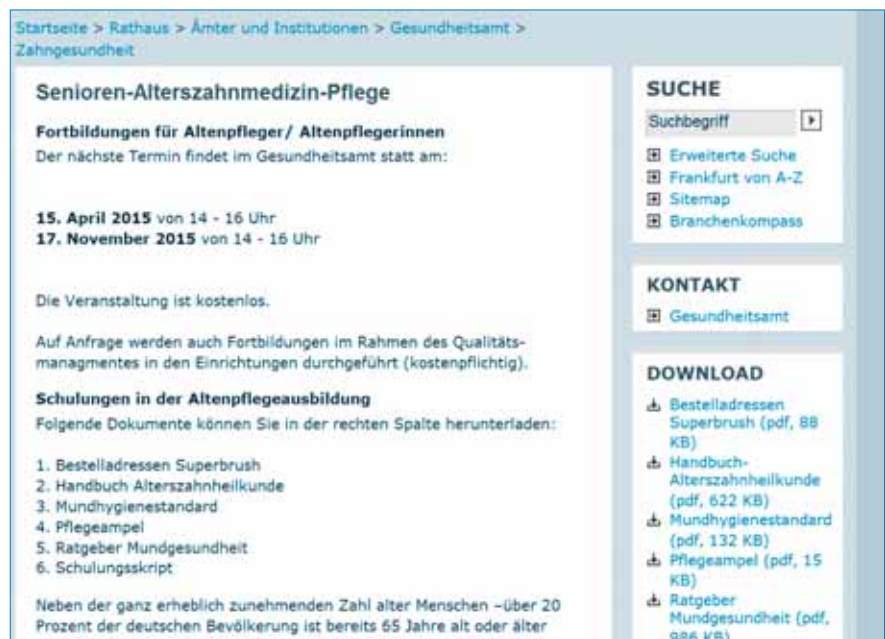 Startseite > Rathaus > Ämter und Institutionen > Gesundheitsamt >
Zahngesundheit
Senioren-Alterszahnmedizin-Pflege
Fortbildungen für Altenpfleger/ Altenpflegerinnen
Der nächste Termin findet im Gesundheitsamt statt am:
15. April 2015 von 14 - 16 Uhr
17. November 2015 von 14 - 16 Uhr
Die Veranstaltung ist kostenlos.
Auf Anfrage werden auch Fortbildungen im Rahmen des Qualitäts-
managmentes in den Einrichtungen durchgeführt (kostenpflichtig).
Schulungen in der Altenpflegeausbildung
Folgende Dokumente können Sie in der rechten Spalte herunterladen:
1. Bestelladressen Superbrush
2. Handbuch Alterszahnheilkunde
3. Mundhygienestandard
4. Pflegeampel
5. Ratgeber Mundgesundheit
6. Schulungsskript
Neben der ganz erheblich zunehmenden Zahl alter Menschen –über 20
Prozent der deutschen Bevölkerung ist bereits 65 Jahre alt oder älter
SUCHE
Suchbegriff
Erweiterte Suche
Frankfurt von A-Z
Sitemap
Branchenkompass
KONTAKT
Gesundheitsamt
DOWNLOAD
Bestelladressen
Superbrush (pdf, 88
KB)
Handbuch-
Alterszahnheilkunde
(pdf, 622 KB)
Mundhygienestandard
(pdf, 132 KB)
Pflegeampel (pdf, 15
KB)
Ratgeber
Mundgesundheit (pdf,
986 KB)